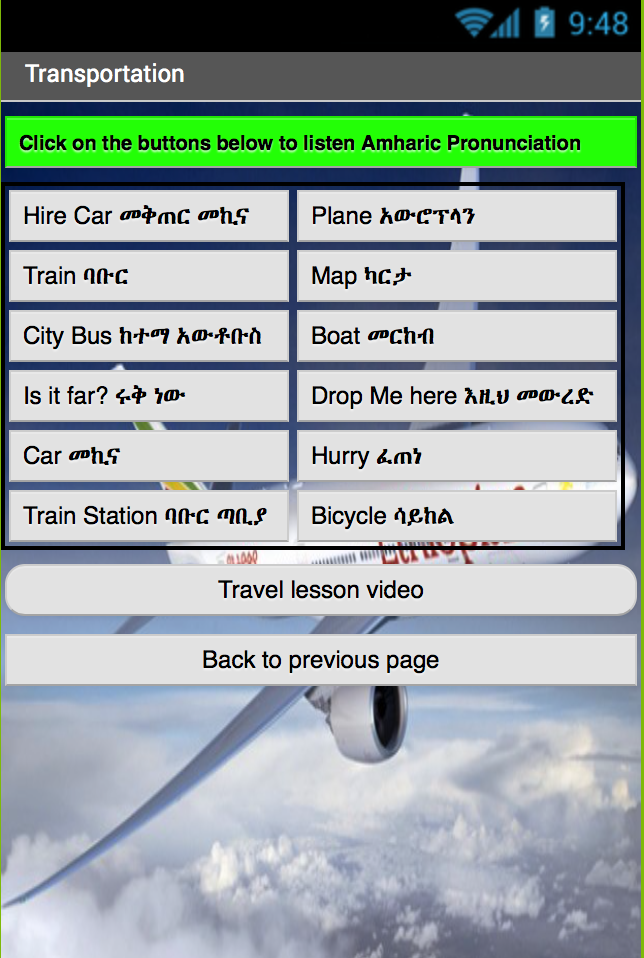 9:48
Transportation
Click on the buttons below to listen Amharic Pronunciation
Hire Car መቅጠር መኪና
Plane አውሮፕላን
Train ባቡር
Map ካርታ
City Bus ከተማ አውቶቡስ
Boat መርከብ
Is it far? ሩቅ ነው
Drop Me here እዚህ መውረድ
Car መኪና
Hurry ፈጠነ
Train Station ባቡር ጣቢያ
Bicycle ሳይክል
Travel lesson video
Back to previous page